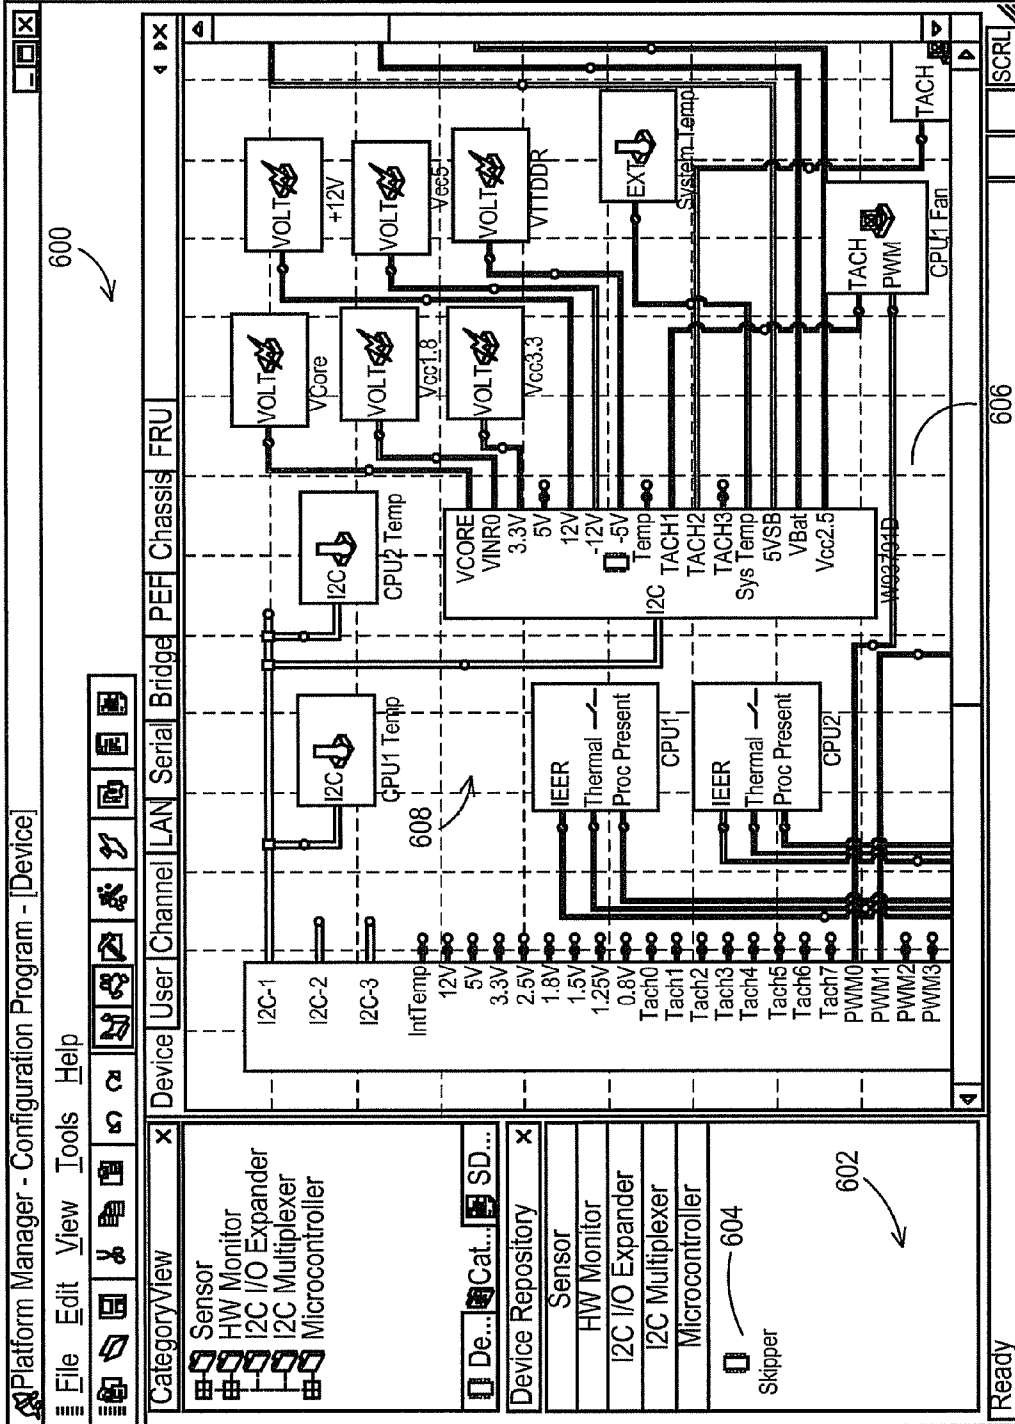 Platform Manager - Configuration Program - [Device]
File Edit View Tools Help
600
CategoryView
Sensor
HW Monitor
I2C I/O Expander
I2C Multiplexer
Microcontroller
De... Cat... SD...
Device Repository
Sensor
HW Monitor
I2C I/O Expander
I2C Multiplexer
Microcontroller
604
Skipper
602
Device User Channel LAN Serial Bridge PEF Chassis FRU
I2C-1
I2C-2
I2C-3
IntTemp
12V
5V
3.3V
2.5V
1.8V
1.5V
1.25V
0.8V
Tach0
Tach1
Tach2
Tach3
Tach4
Tach5
Tach6
Tach7
PWM0
PWM1
PWM2
PWM3
I2C
CPU1 Temp
I2C
CPU2 Temp
608
IEER
Thermal
Proc Present
CPU1
IEER
Thermal
Proc Present
CPU2
I2C
VCORE
VINR0
3.3V
5V
12V
-12V
-5V
Temp
TACH1
TACH2
TACH3
Sys Temp
5VSB
VBat
Vcc2.5
VOLT
VCore
VOLT
Vcc1.8
VOLT
Vcc3.3
VOLT
+12V
VOLT
VOLT
VTTDDR
EXT
System Temp
TACH
PWM
CPU1 Fan
TACH
606
Ready
SCRL